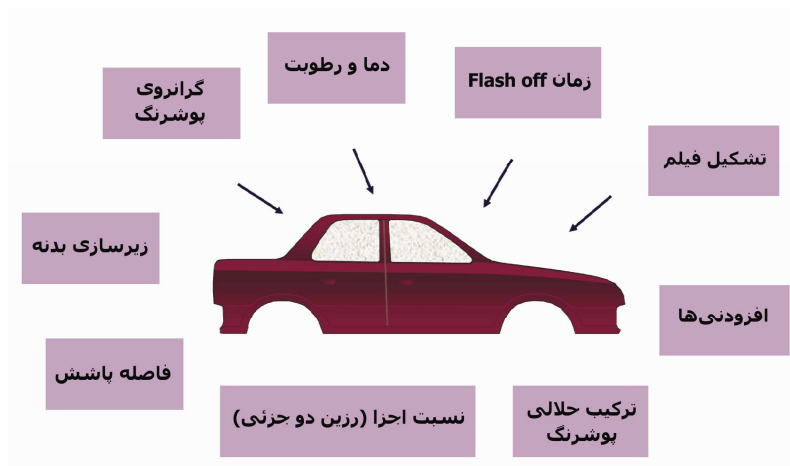 دما و رطوبت
زمان Flash off
گرانروی
پوشرنگ
تشکیل فیلم
زیرسازی بدنه
افزودنی‌ها
فاصله پاشش
نسبت اجزا (رزین دو جزئی)
ترکیب حلالی
پوشرنگ